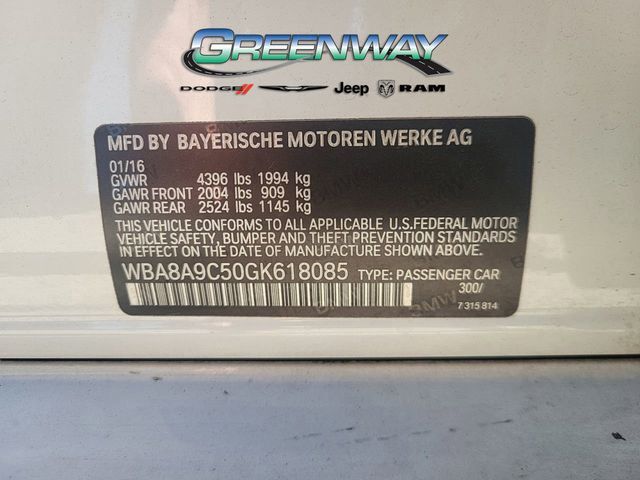 GREENWAY
DODGE Jeep RAM
MFD BY BAYERISCHE MOTOREN WERKE AG
01/16
GVWR 4396 lbs 1994 kg
GAWR FRONT 2004 lbs 909 kg
GAWR REAR 2524 lbs 1145 kg
THIS VEHICLE CONFORMS TO ALL APPLICABLE U.S.FEDERAL MOTOR
VEHICLE SAFETY, BUMPER, AND THEFT PREVENTION STANDARDS
IN EFFECT ON THE DATE OF MANUFACTURE SHOWN ABOVE.
WBA8A9C50GK618085 TYPE: PASSENGER CAR
300/
7 315 814